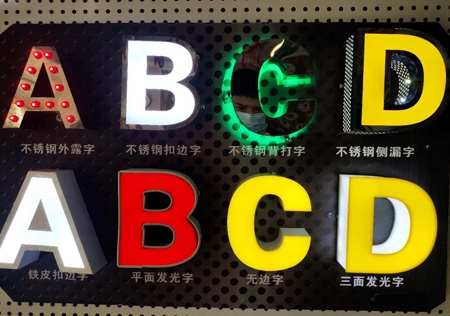 A B C D
不锈钢外露字 不锈钢扣边字 不锈钢背打字 不锈钢侧漏字
A B C D
铁皮扣边字 平面发光字 无边字 三面发光字